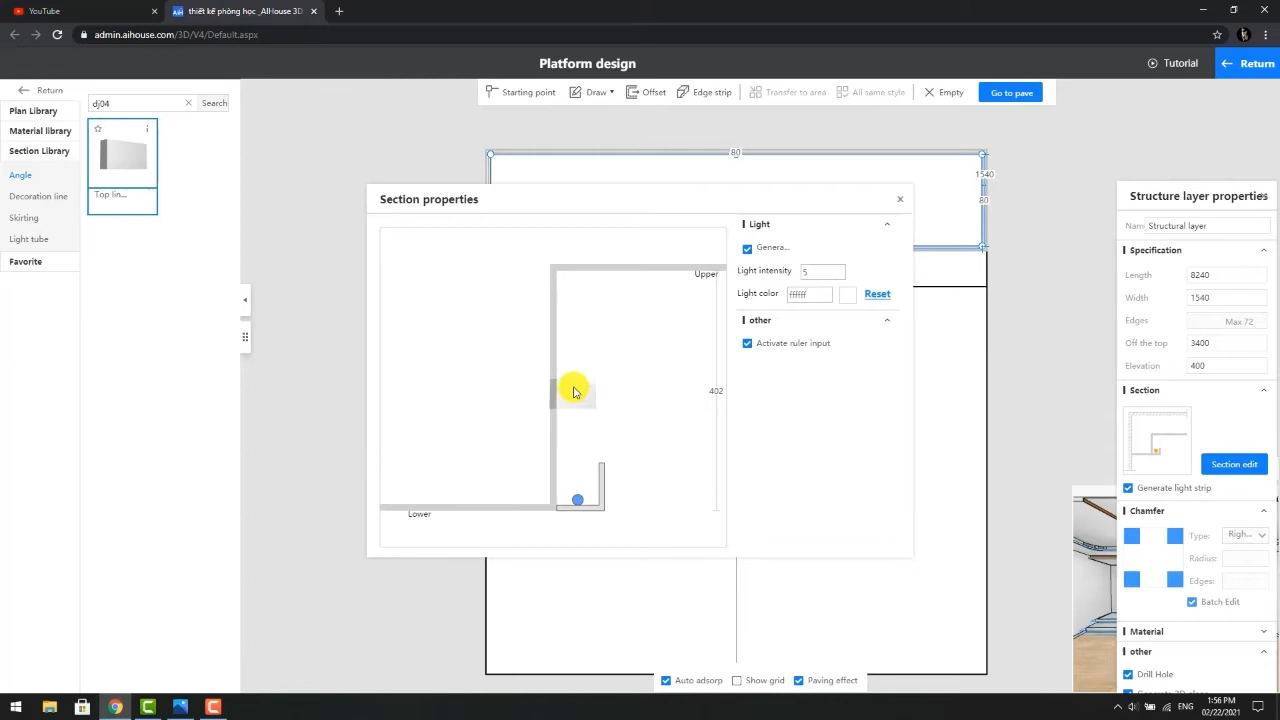 YouTube
thiết kế phòng học _AIHouse 3D
admin.aihouse.com/3D/V4/Default.aspx
Platform design
Tutorial
Return
Return
Plan Library
Material library
Section Library
Angle
Decoration line
Skirting
Light tube
Favorite
dj04
Search
Top lin...
Starting point
Draw
Offset
Edge strip
Transfer to area
All same style
Empty
Go to pave
80
1540
80
Section properties
Upper
402
Lower
Light
Genera...
Light intensity 5
Light color ffffff Reset
other
Activate ruler input
Structure layer properties
Nam Structural layer
Specification
Length 8240
Width 1540
Edges Max 72
Off the top 3400
Elevation 400
Section
Section edit
Generate light strip
Chamfer
Type: Righ...
Radius:
Edges:
Batch Edit
Material
other
Drill Hole
Auto adsorp
Show grid
Paving effect
ENG
1:56 PM
02/22/2021